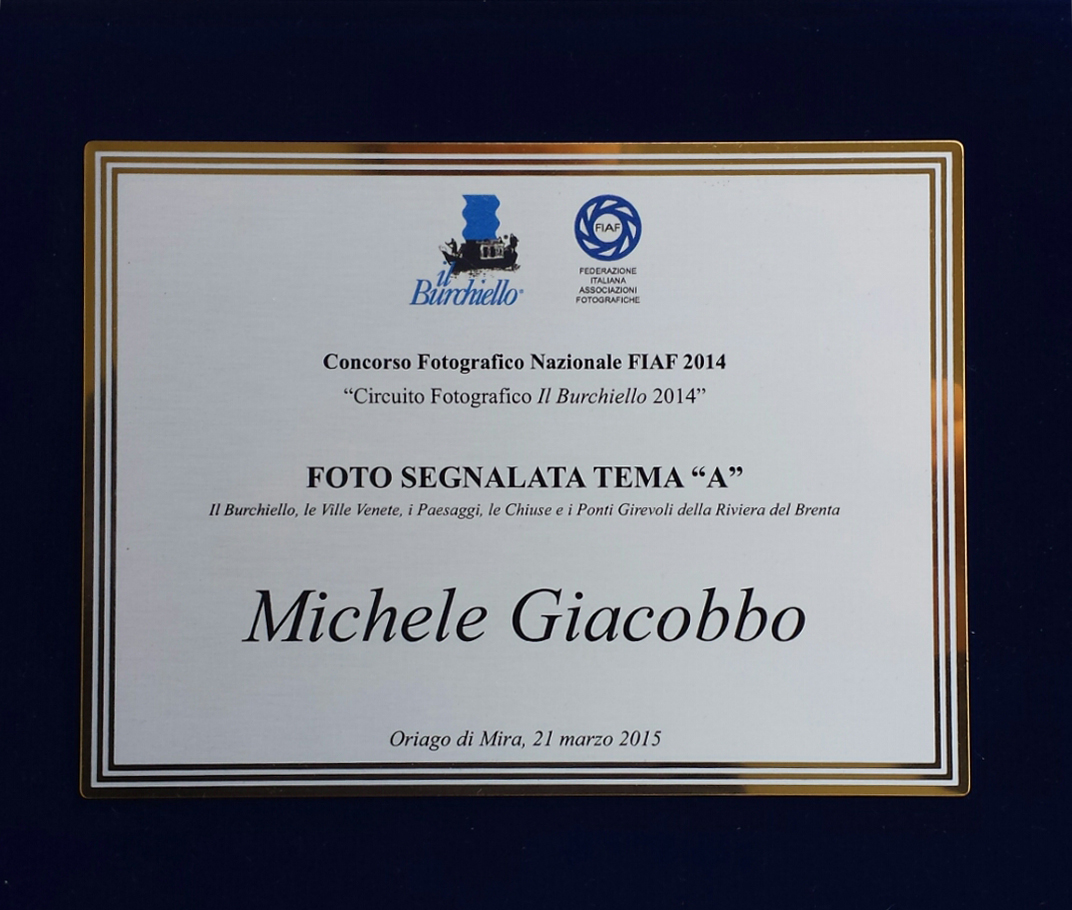 il
Burchiello®
FIAF
FEDERAZIONE
ITALIANA
ASSOCIAZIONI
FOTOGRAFICHE
Concorso Fotografico Nazionale FIAF 2014
“Circuito Fotografico Il Burchiello 2014”
FOTO SEGNALATA TEMA “A”
Il Burchiello, le Ville Venete, i Paesaggi, le Chiuse e i Ponti Girevoli della Riviera del Brenta
Michele Giacobbo
Oriago di Mira, 21 marzo 2015